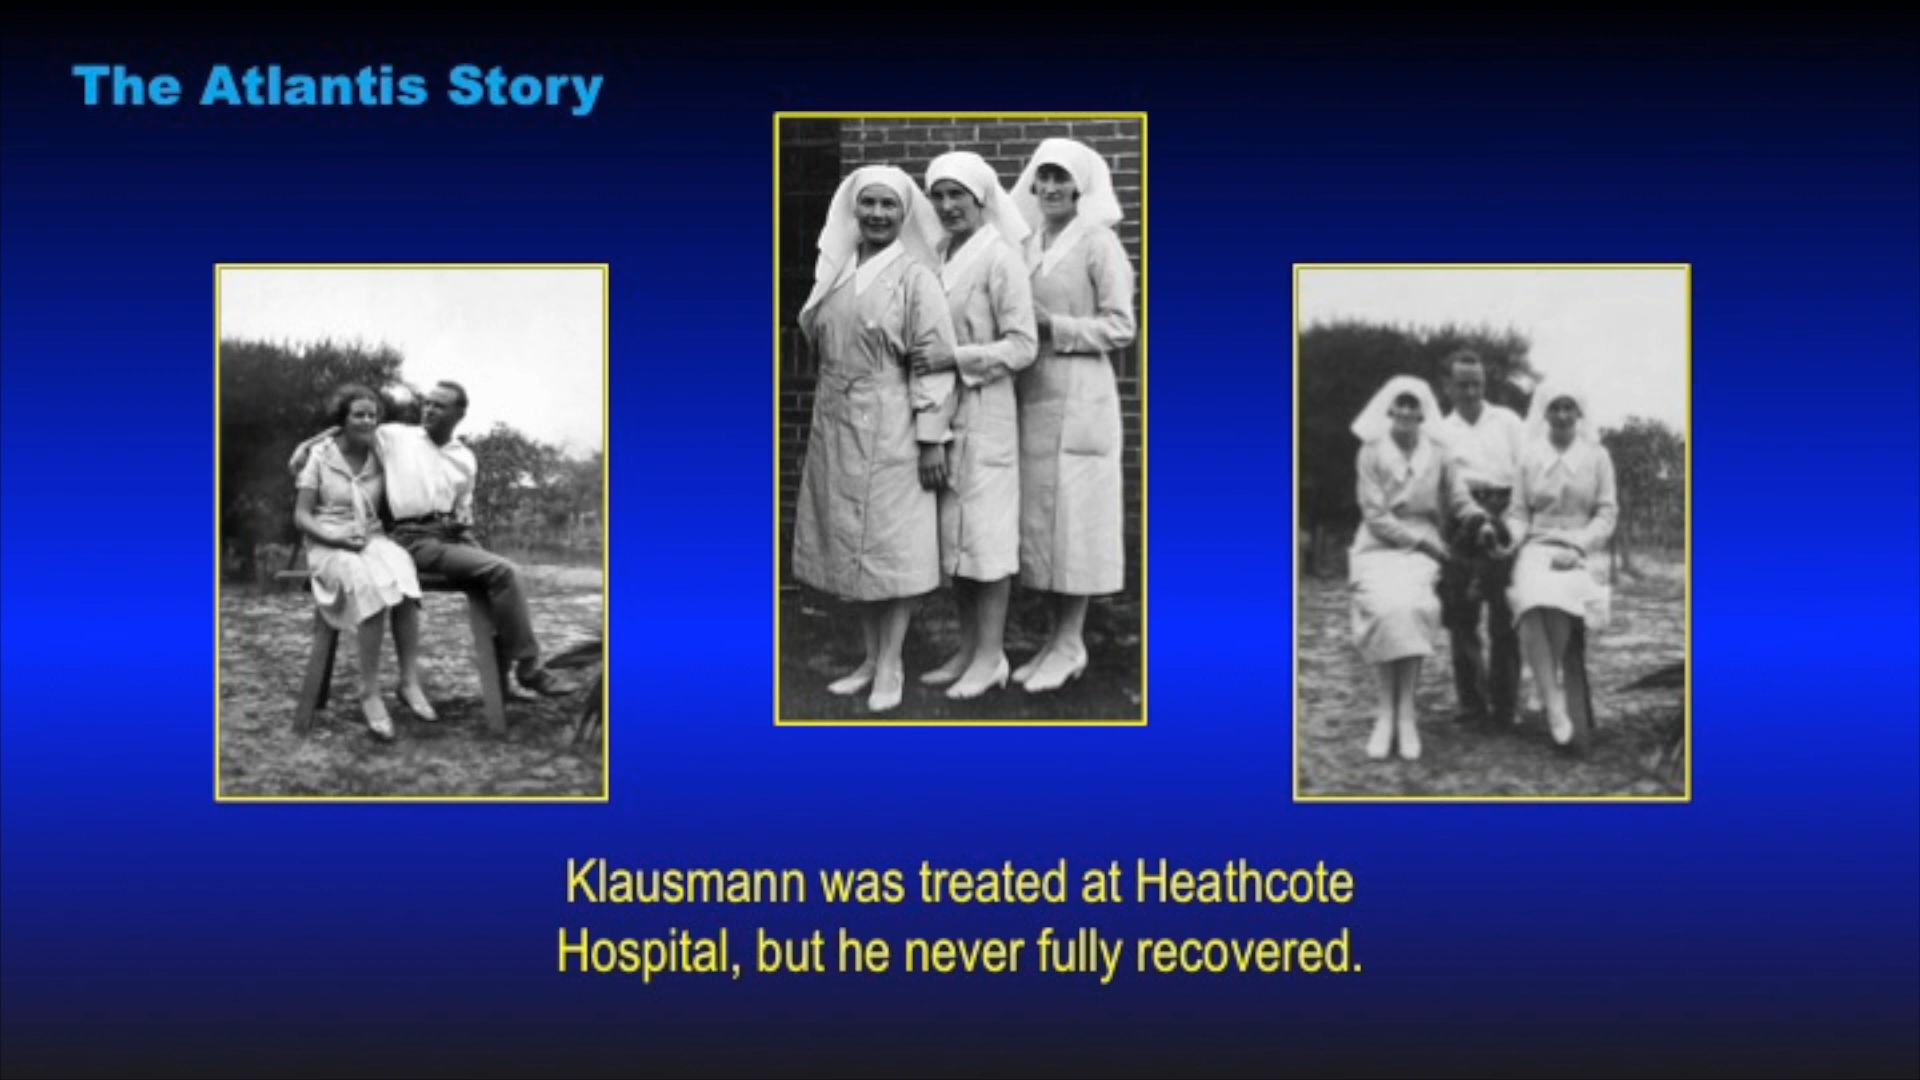 The Atlantis Story
Klausmann was treated at Heathcote
Hospital, but he never fully recovered.